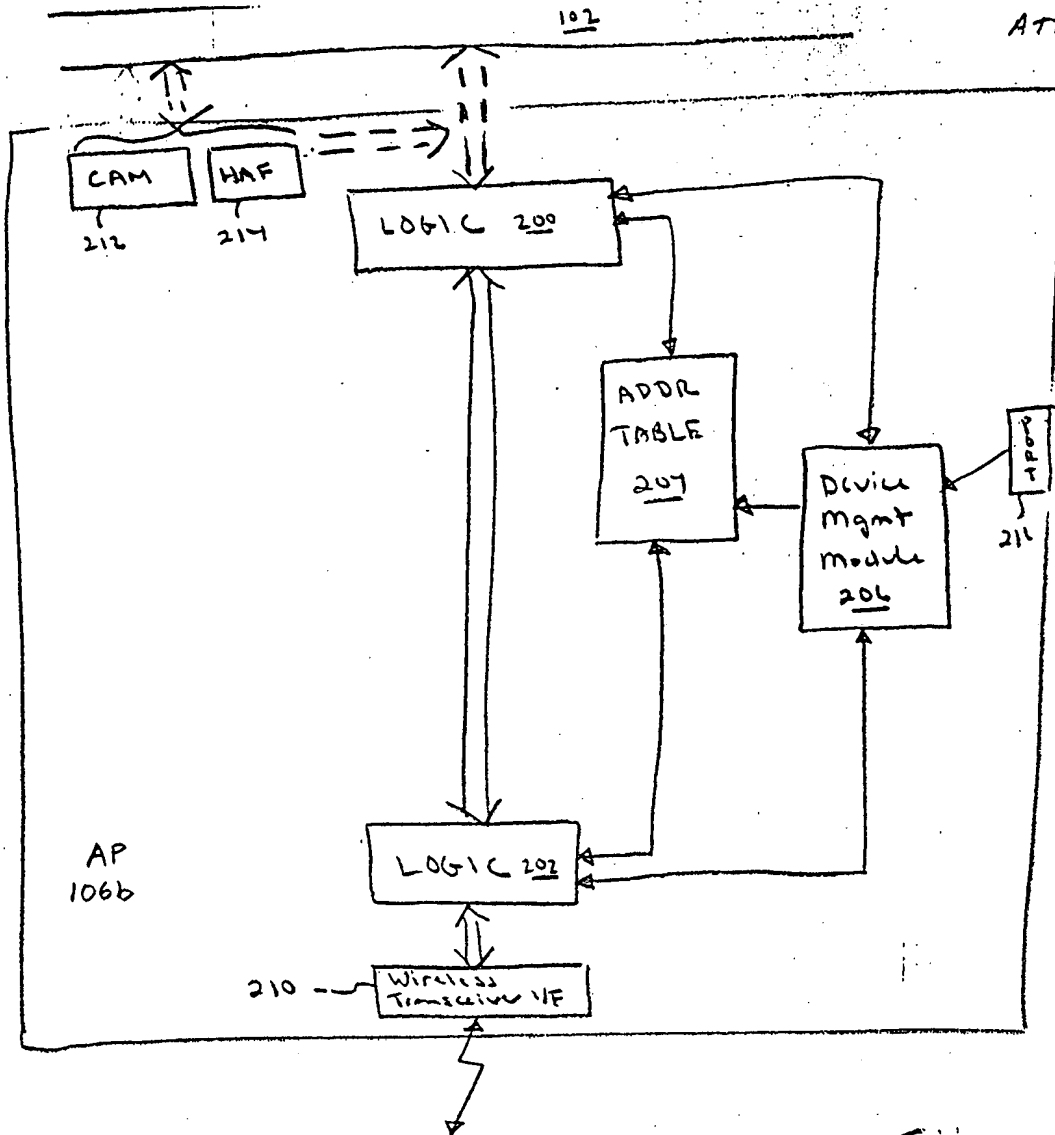 102
CAM
HAF
212
214
LOGIC 200
ADDR
TABLE
204
Device
Mgmt
Module
206
PORT
AP
106b
LOGIC 202
210
Wireless
Transceiver I/F